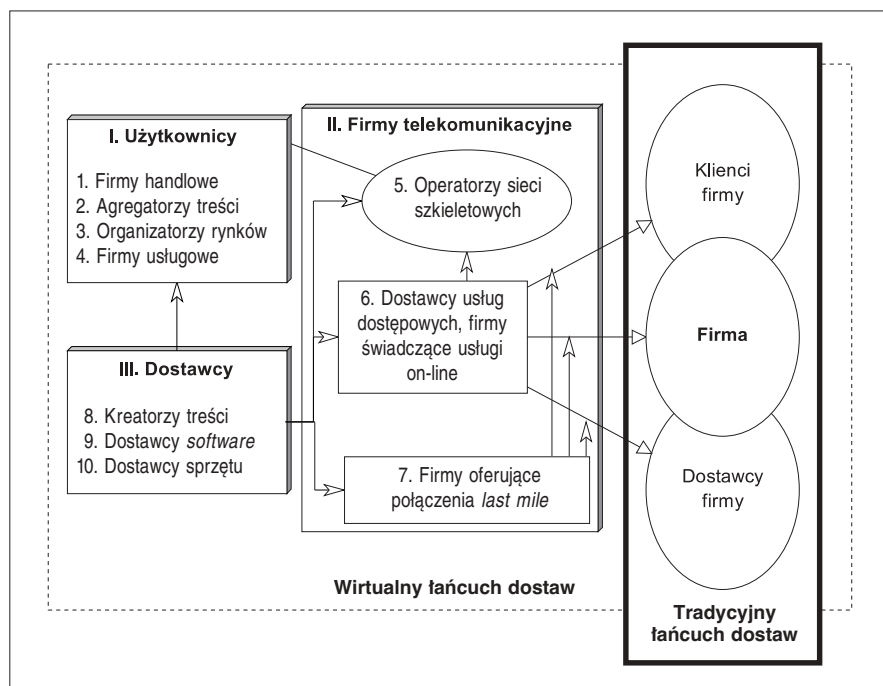 I. Użytkownicy
1. Firmy handlowe
2. Agregatorzy treści
3. Organizatorzy rynków
4. Firmy usługowe
III. Dostawcy
8. Kreatorzy treści
9. Dostawcy software
10. Dostawcy sprzętu
II. Firmy telekomunikacyjne
5. Operatorzy sieci
szkieletowych
6. Dostawcy usług
dostępowych, firmy
świadczące usługi
on-line
7. Firmy oferujące
połączenia last mile
Klienci
firmy
Firma
Dostawcy
firmy
Wirtualny łańcuch dostaw
Tradycyjny
łańcuch dostaw